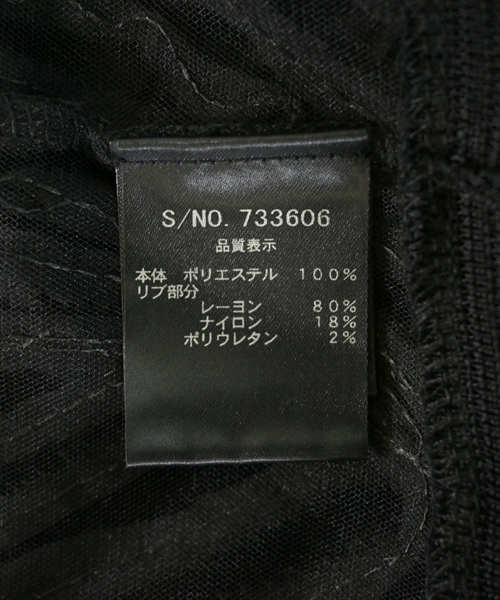 S/NO. 733606
品質表示
本体 ポリエステル 100%
リブ部分
レーヨン 80%
ナイロン 18%
ポリウレタン 2%